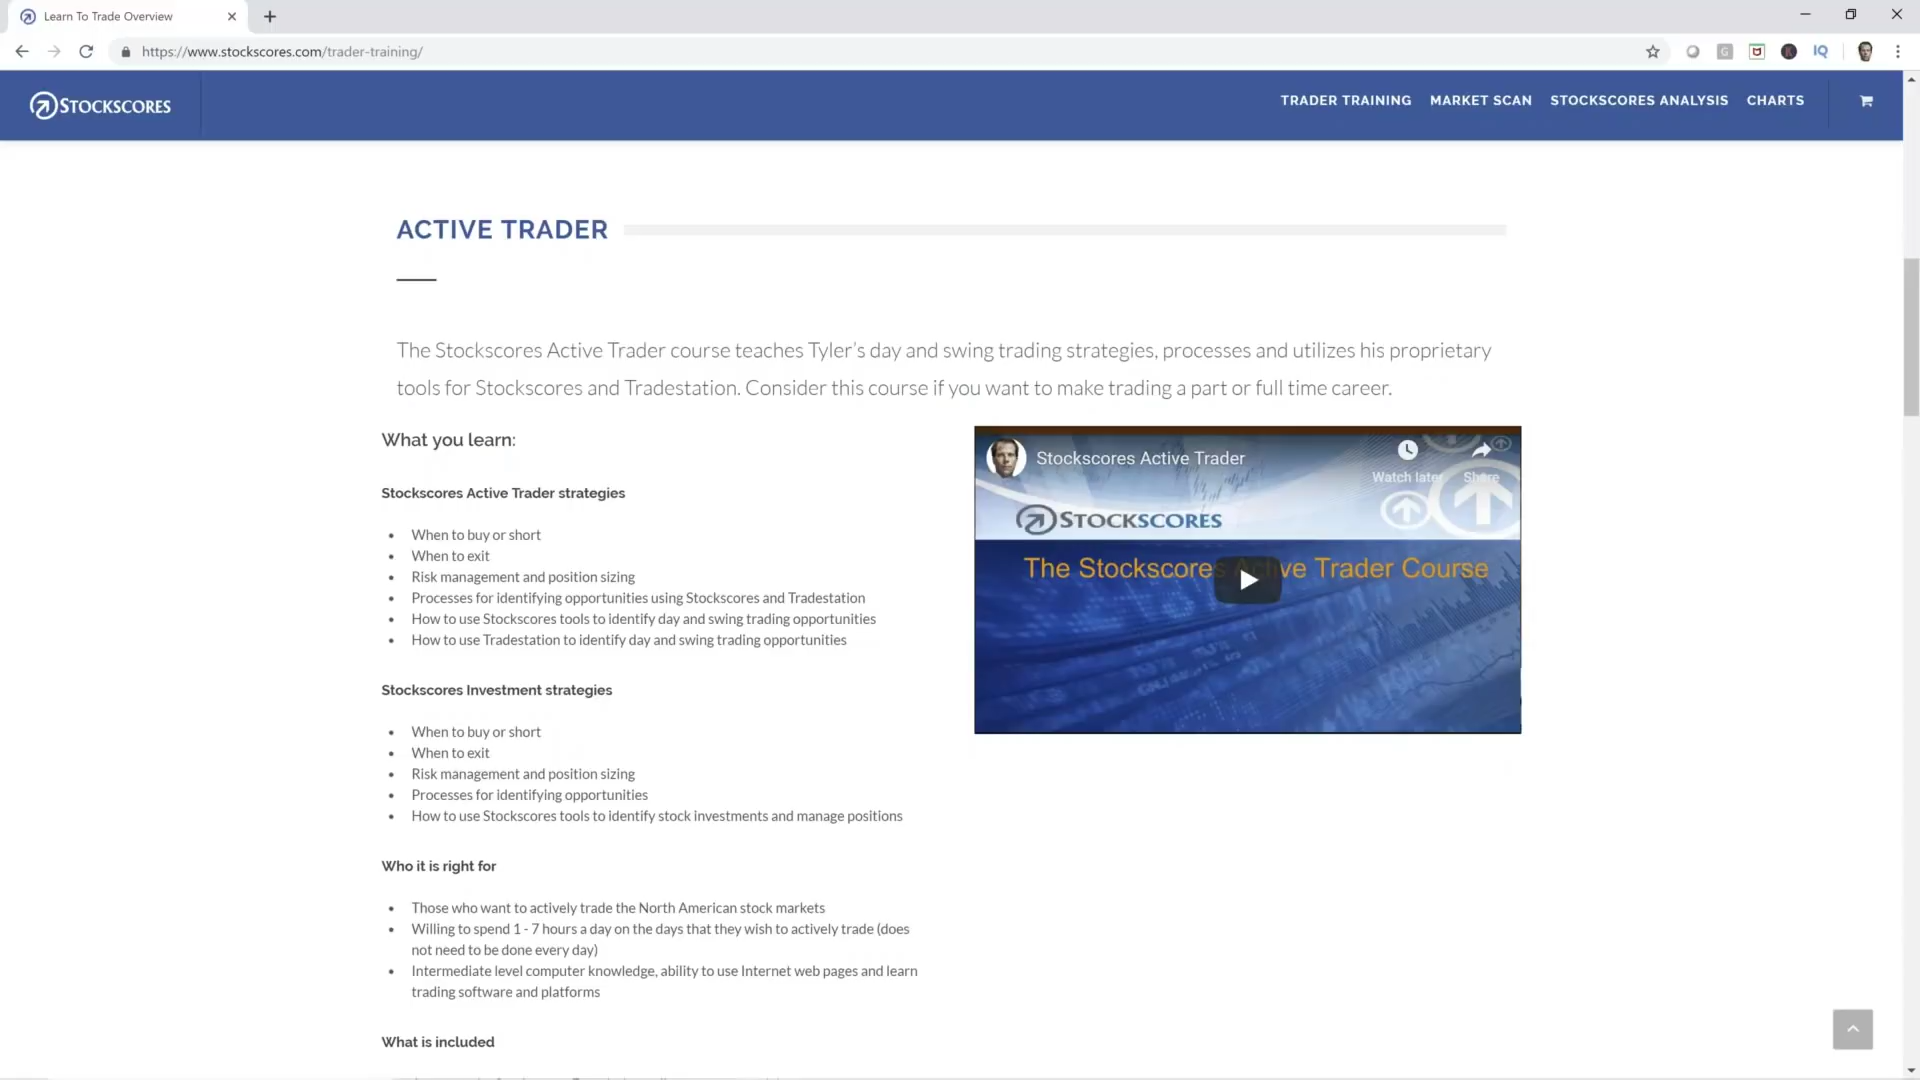 Learn To Trade Overview
https://www.stockscores.com/trader-training/
IQ
STOCKSCORES
TRADER TRAINING
MARKET SCAN
STOCKSCORES ANALYSIS
CHARTS
ACTIVE TRADER
The Stockscores Active Trader course teaches Tyler's day and swing trading strategies, processes and utilizes his proprietary
tools for Stockscores and Tradestation. Consider this course if you want to make trading a part or full time career.
What you learn:
Stockscores Active Trader strategies
When to buy or short
When to exit
Risk management and position sizing
Processes for identifying opportunities using Stockscores and Tradestation
How to use Stockscores tools to identify day and swing trading opportunities
How to use Tradestation to identify day and swing trading opportunities
Stockscores Investment strategies
When to buy or short
When to exit
Risk management and position sizing
Processes for identifying opportunities
How to use Stockscores tools to identify stock investments and manage positions
Who it is right for
Those who want to actively trade the North American stock markets
Willing to spend 1 - 7 hours a day on the days that they wish to actively trade (does
not need to be done every day)
Intermediate level computer knowledge, ability to use Internet web pages and learn
trading software and platforms
What is included
Stockscores Active Trader
Watch later
Share
STOCKSCORES
The Stockscores Active Trader Course